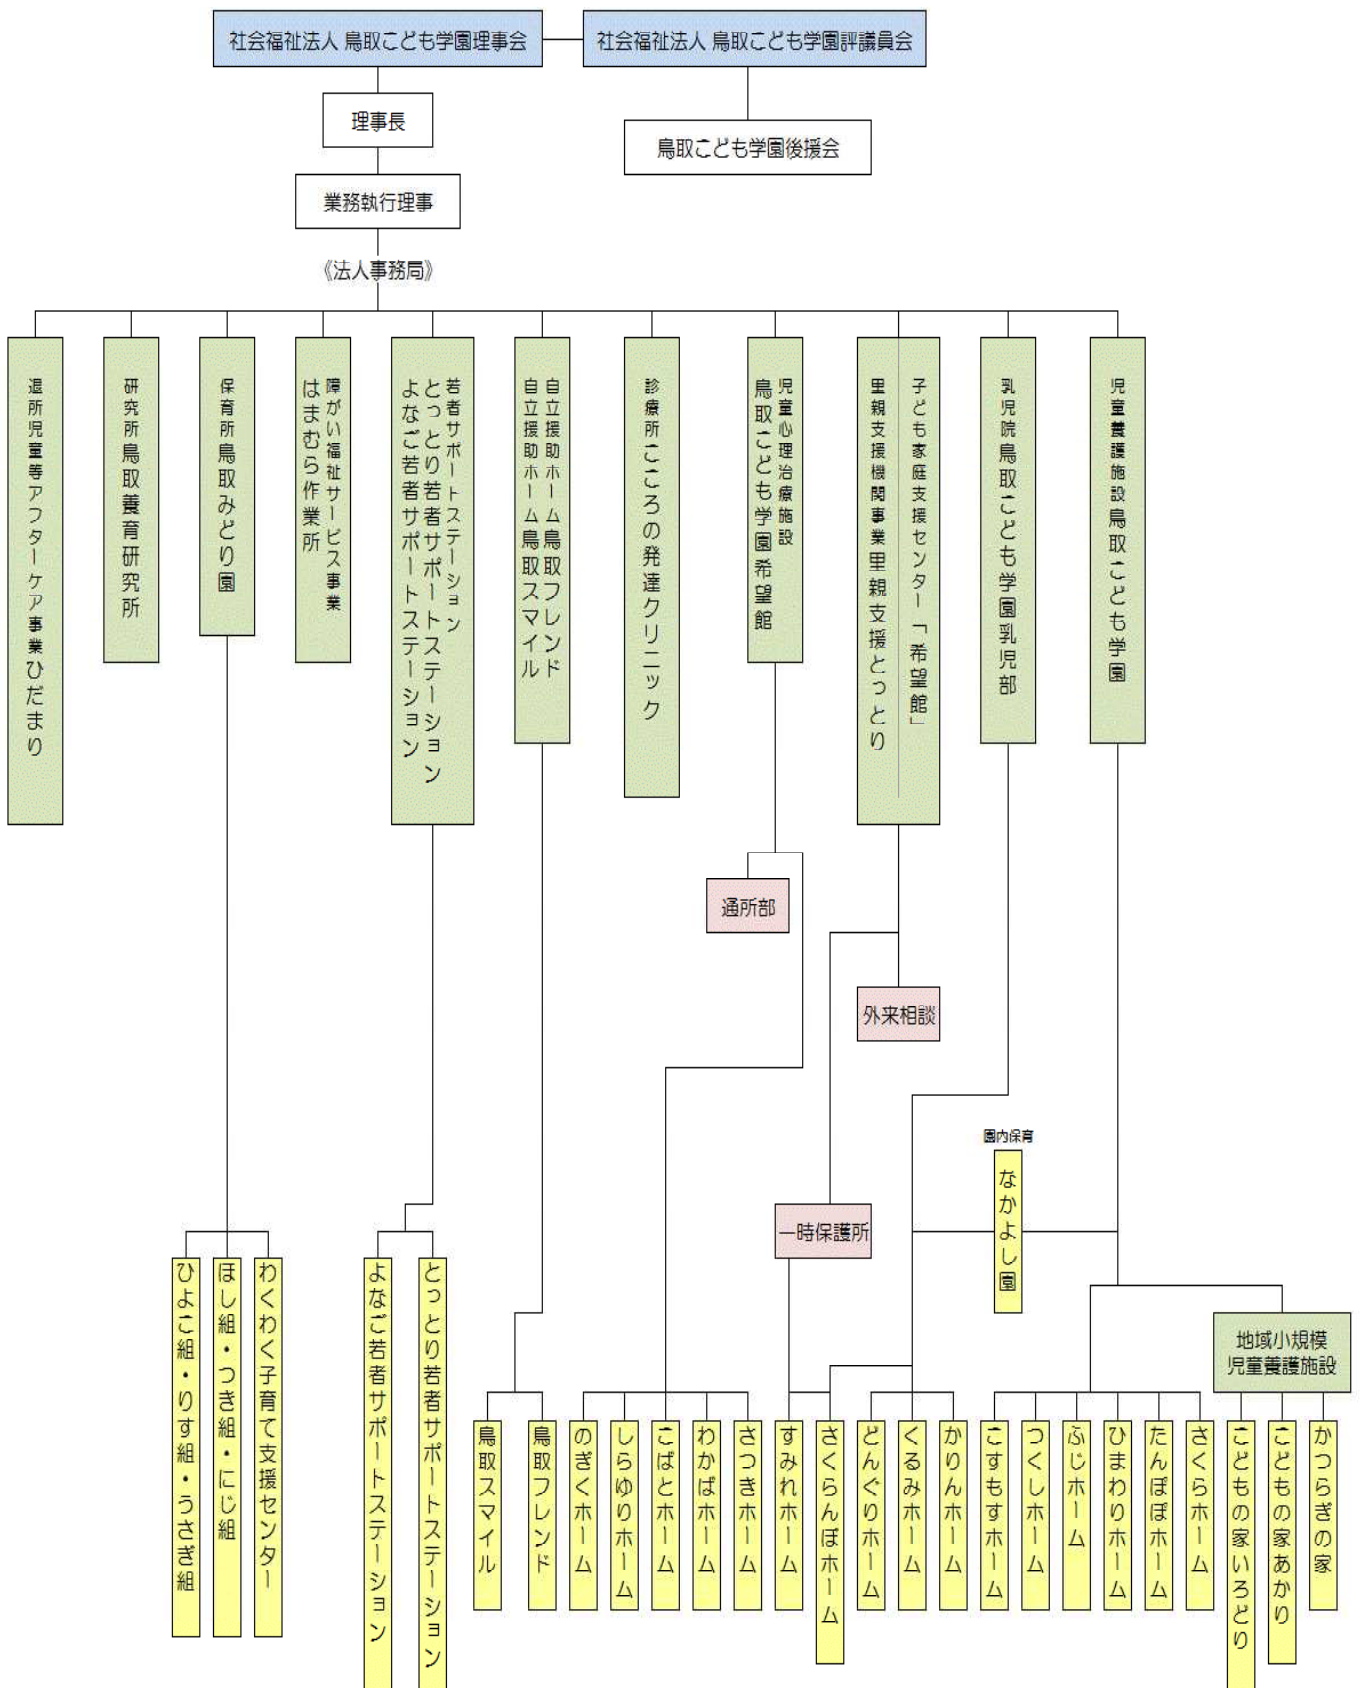 社会福祉法人 鳥取こども学園理事会
社会福祉法人 鳥取こども学園評議員会
理事長
鳥取こども学園後援会
業務執行理事
《法人事務局》
退所児童等アフターケア事業ひだまり
研究所鳥取養育研究所
保育所鳥取みどり園
障がい福祉サービス事業
はまむら作業所
若者サポートステーション
とっとり若者サポートステーション
よなご若者サポートステーション
自立援助ホーム鳥取フレンド
自立援助ホーム鳥取スマイル
診療所こころの発達クリニック
児童心理治療施設
鳥取こども学園希望館
子ども家庭支援センター「希望館」
里親支援機関事業里親支援とっとり
乳児院鳥取こども学園乳児部
児童養護施設鳥取こども学園
通所部
外来相談
園内保育
なかよし園
一時保護所
地域小規模
児童養護施設
ひよこ組・りす組・うさぎ組
ほし組・つき組・にじ組
わくわく子育て支援センター
よなご若者サポートステーション
とっとり若者サポートステーション
鳥取スマイル
鳥取フレンド
のぎくホーム
しらゆりホーム
こばとホーム
わかばホーム
さつきホーム
すみれホーム
さくらんぼホーム
どんぐりホーム
くるみホーム
かりんホーム
こすもすホーム
つくしホーム
ふじホーム
ひまわりホーム
たんぽぽホーム
さくらホーム
こどもの家いろどり
こどもの家あかり
かつらぎの家